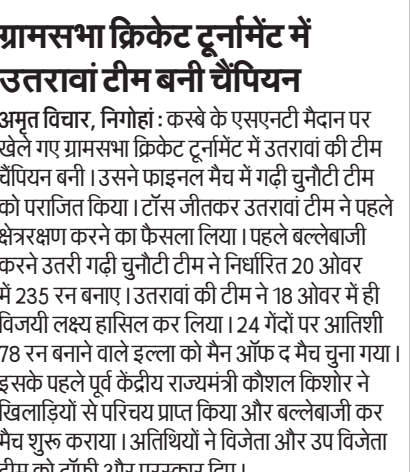 ग्रामसभा क्रिकेट टूर्नामेंट में
उतरावां टीम बनी चैंपियन
अमृत विचार, निगोहां : कस्बे के एसएनटी मैदान पर
खेले गए ग्रामसभा क्रिकेट टूर्नामेंट में उतरावां की टीम
चैंपियन बनी। उसने फाइनल मैच में गढ़ी चुनौटी टीम
को पराजित किया। टॉस जीतकर उतरावां टीम ने पहले
क्षेत्ररक्षण करने का फैसला लिया। पहले बल्लेबाजी
करने उतरी गढ़ी चुनौटी टीम ने निर्धारित 20 ओवर
में 235 रन बनाए। उतरावां की टीम ने 18 ओवर में ही
विजयी लक्ष्य हासिल कर लिया। 24 गेंदों पर आतिशी
78 रन बनाने वाले इल्ला को मैन ऑफ द मैच चुना गया।
इसके पहले पूर्व केंद्रीय राज्यमंत्री कौशल किशोर ने
खिलाड़ियों से परिचय प्राप्त किया और बल्लेबाजी कर
मैच शुरू कराया। अतिथियों ने विजेता और उप विजेता
टीम को ट्रॉफी और पुरस्कार दिए।